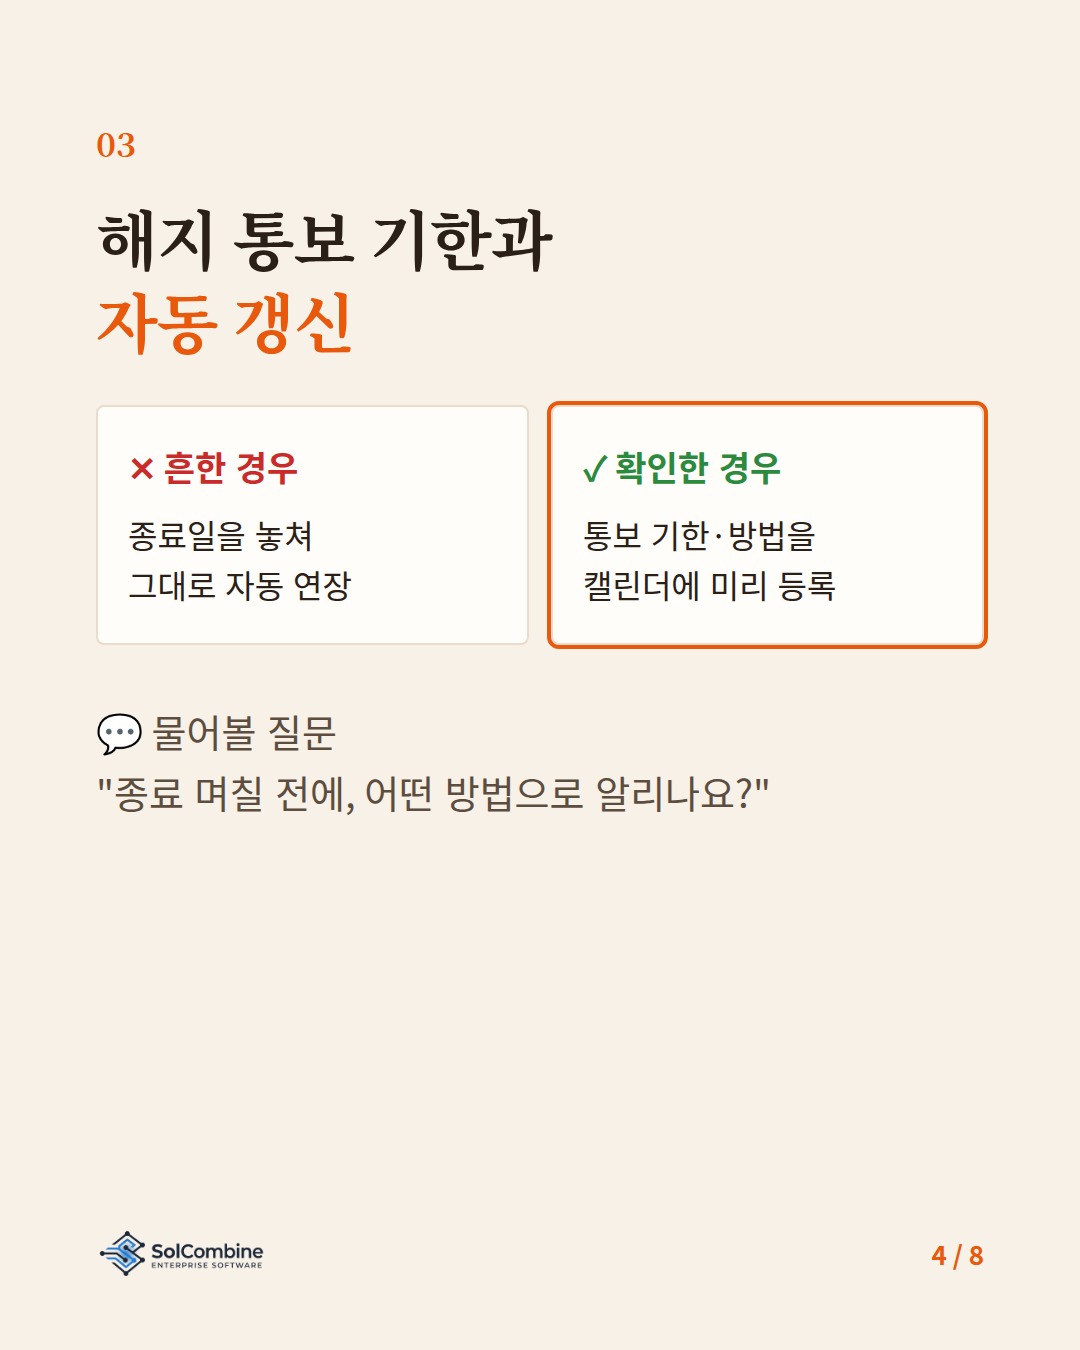 03
해지 통보 기한과
자동 갱신
✕ 흔한 경우
종료일을 놓쳐
그대로 자동 연장
✓ 확인한 경우
통보 기한·방법을
캘린더에 미리 등록
💬 물어볼 질문
"종료 며칠 전에, 어떤 방법으로 알리나요?"
SolCombine
ENTERPRISE SOFTWARE
4 / 8